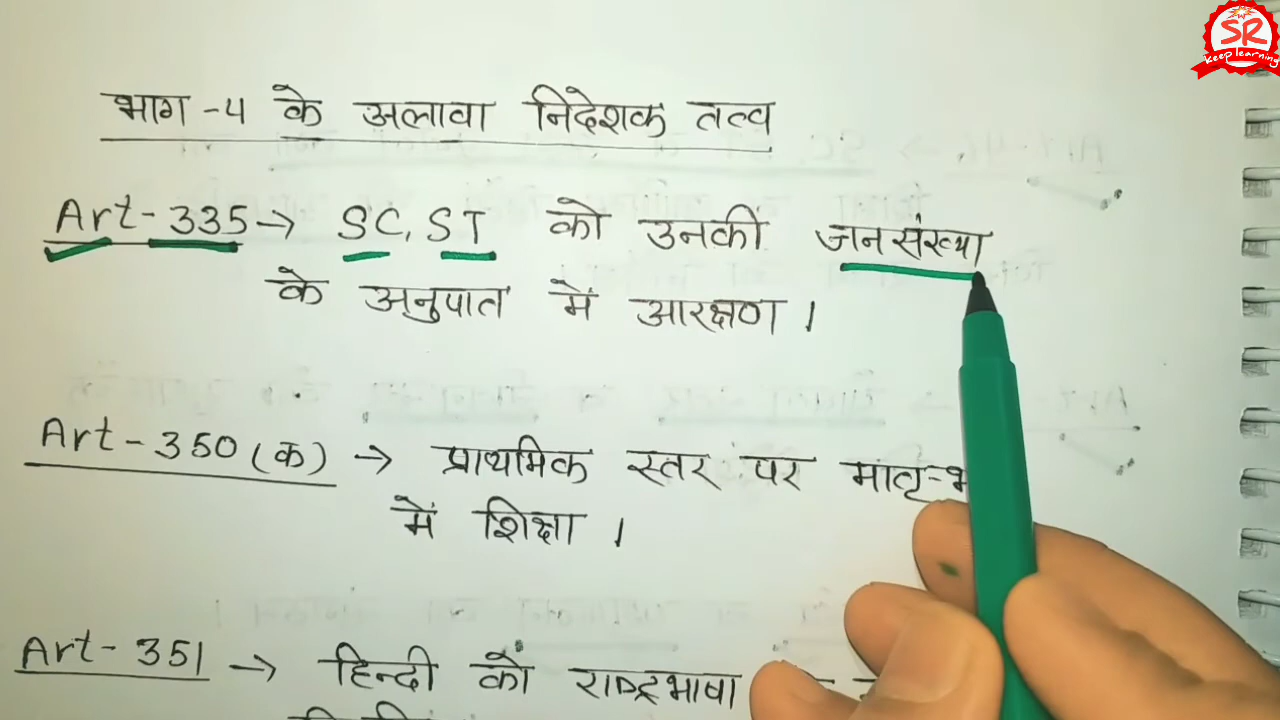 SR
Keep learning
भाग-4 के अलावा निदेशक तत्व
Art-335→ SC, ST को उनकी जानसंख्या
के अनुपात में आरक्षण।
Art-350(क) → प्राथमिक स्तर पर मातृ-भ
में शिक्षा।
Art-351 → हिन्दी को राष्ट्रभाषा